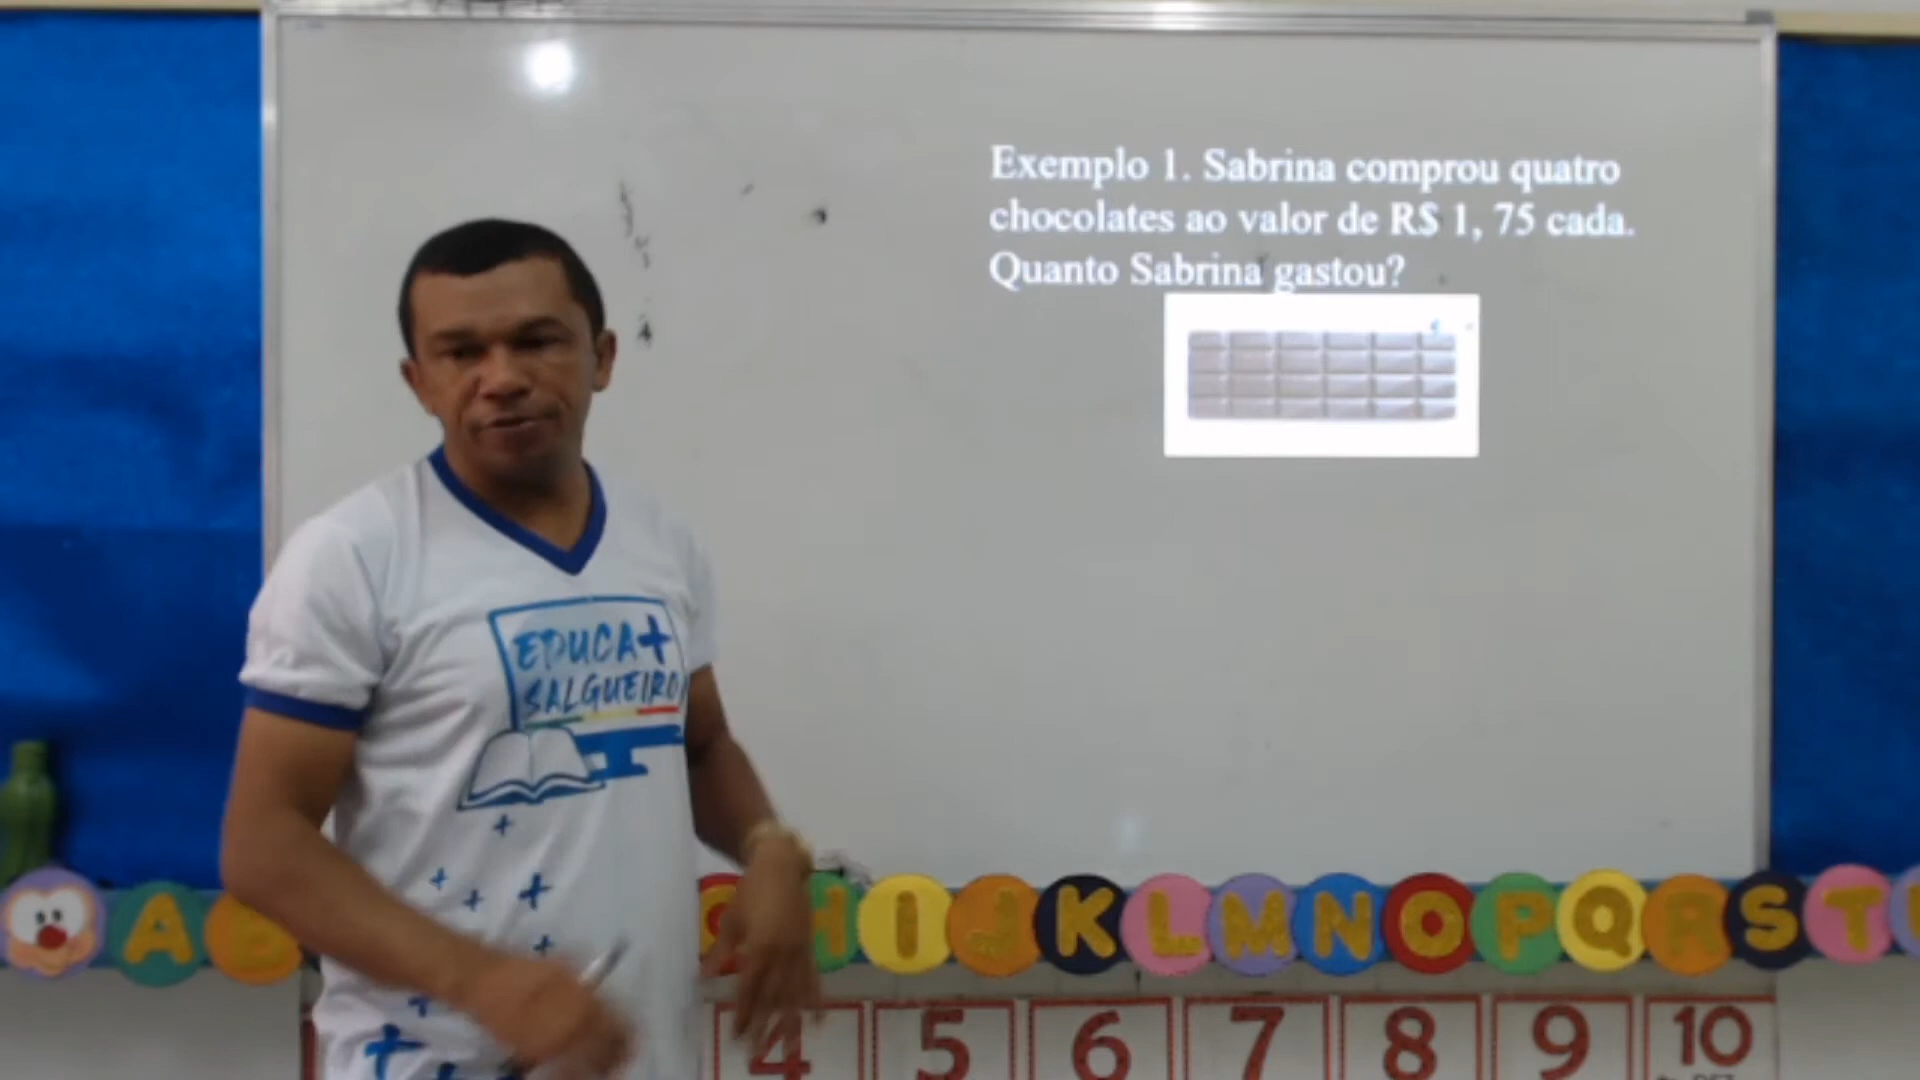 Exemplo 1. Sabrina comprou quatro
chocolates ao valor de R$ 1, 75 cada.
Quanto Sabrina gastou?
EDUCA+
SALGUEIRO
A B H I J K L M N O P Q R S T
4 5 6 7 8 9 10